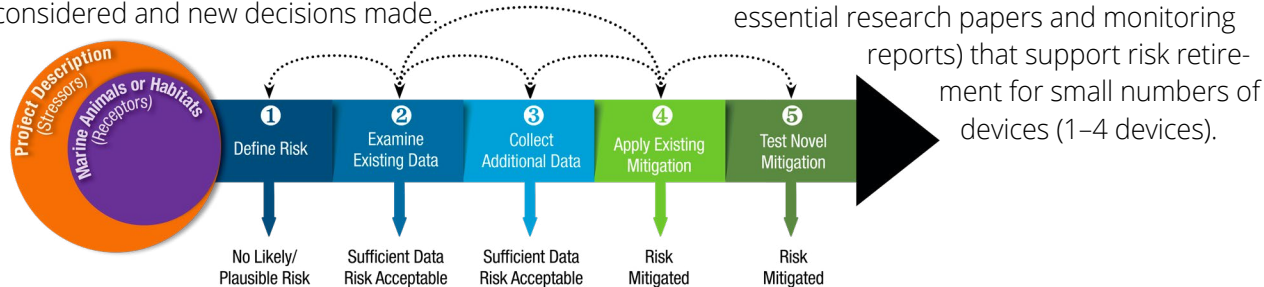 considered and new decisions made.
essential research papers and monitoring
reports) that support risk retire-
ment for small numbers of
devices (1–4 devices).
Project Description
(Stressors)
Marine Animals or Habitats
(Receptors)
1
Define Risk
2
Examine
Existing Data
3
Collect
Additional Data
4
Apply Existing
Mitigation
5
Test Novel
Mitigation
No Likely/
Plausible Risk
Sufficient Data
Risk Acceptable
Sufficient Data
Risk Acceptable
Risk
Mitigated
Risk
Mitigated